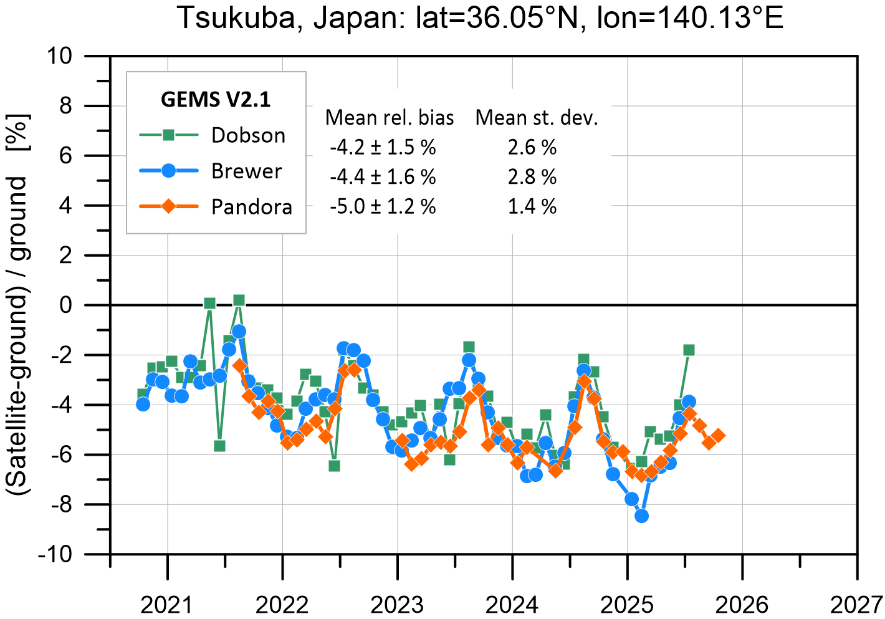 Tsukuba, Japan: lat=36.05°N, lon=140.13°E
(Satellite-ground) / ground [%]
10
8
6
4
2
0
-2
-4
-6
-8
-10
GEMS V2.1
Dobson
Brewer
Pandora
Mean rel. bias Mean st. dev.
-4.2 ± 1.5 % 2.6 %
-4.4 ± 1.6 % 2.8 %
-5.0 ± 1.2 % 1.4 %
2021 2022 2023 2024 2025 2026 2027